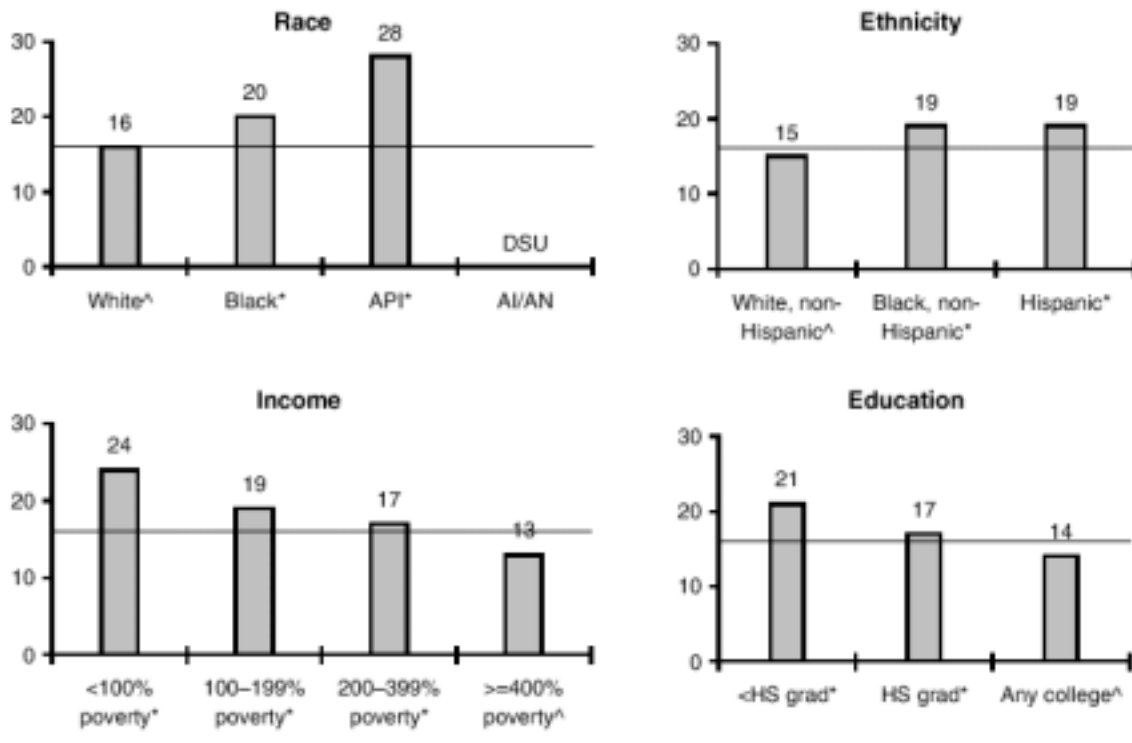 Race
30
20
10
0
16
20
28
DSU
White^
Black*
API*
AI/AN
Ethnicity
30
20
10
0
15
19
19
White, non-
Hispanic^
Black, non-
Hispanic*
Hispanic*
Income
30
20
10
0
24
19
17
13
<100%
poverty*
100–199%
poverty*
200–399%
poverty*
>=400%
poverty^
Education
30
20
10
0
21
17
14
<HS grad*
HS grad*
Any college^